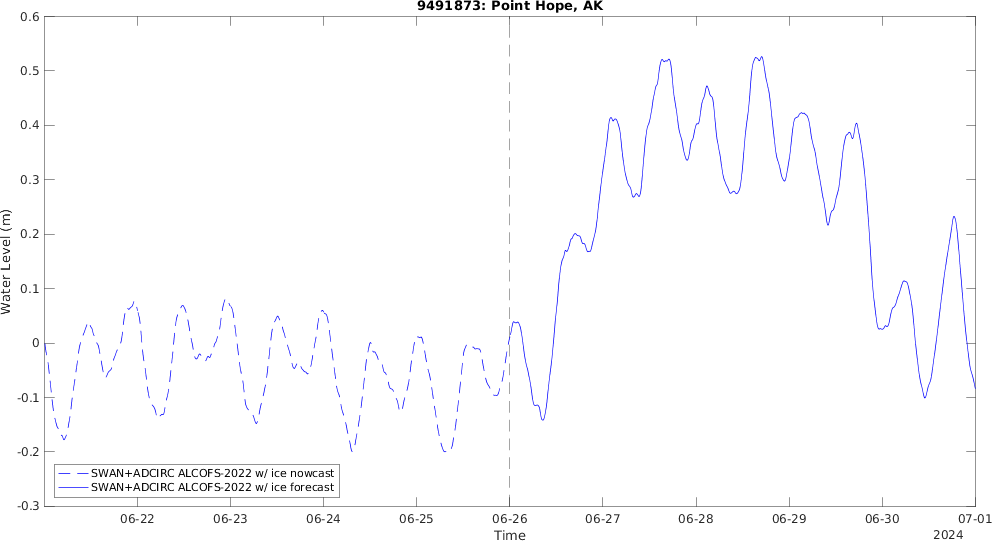 9491873: Point Hope, AK
0.6
0.5
0.4
0.3
0.2
0.1
0
-0.1
-0.2
-0.3
Water Level (m)
SWAN+ADCIRC ALCOFS-2022 w/ ice nowcast
SWAN+ADCIRC ALCOFS-2022 w/ ice forecast
06-22 06-23 06-24 06-25 06-26 06-27 06-28 06-29 06-30 07-01
Time
2024